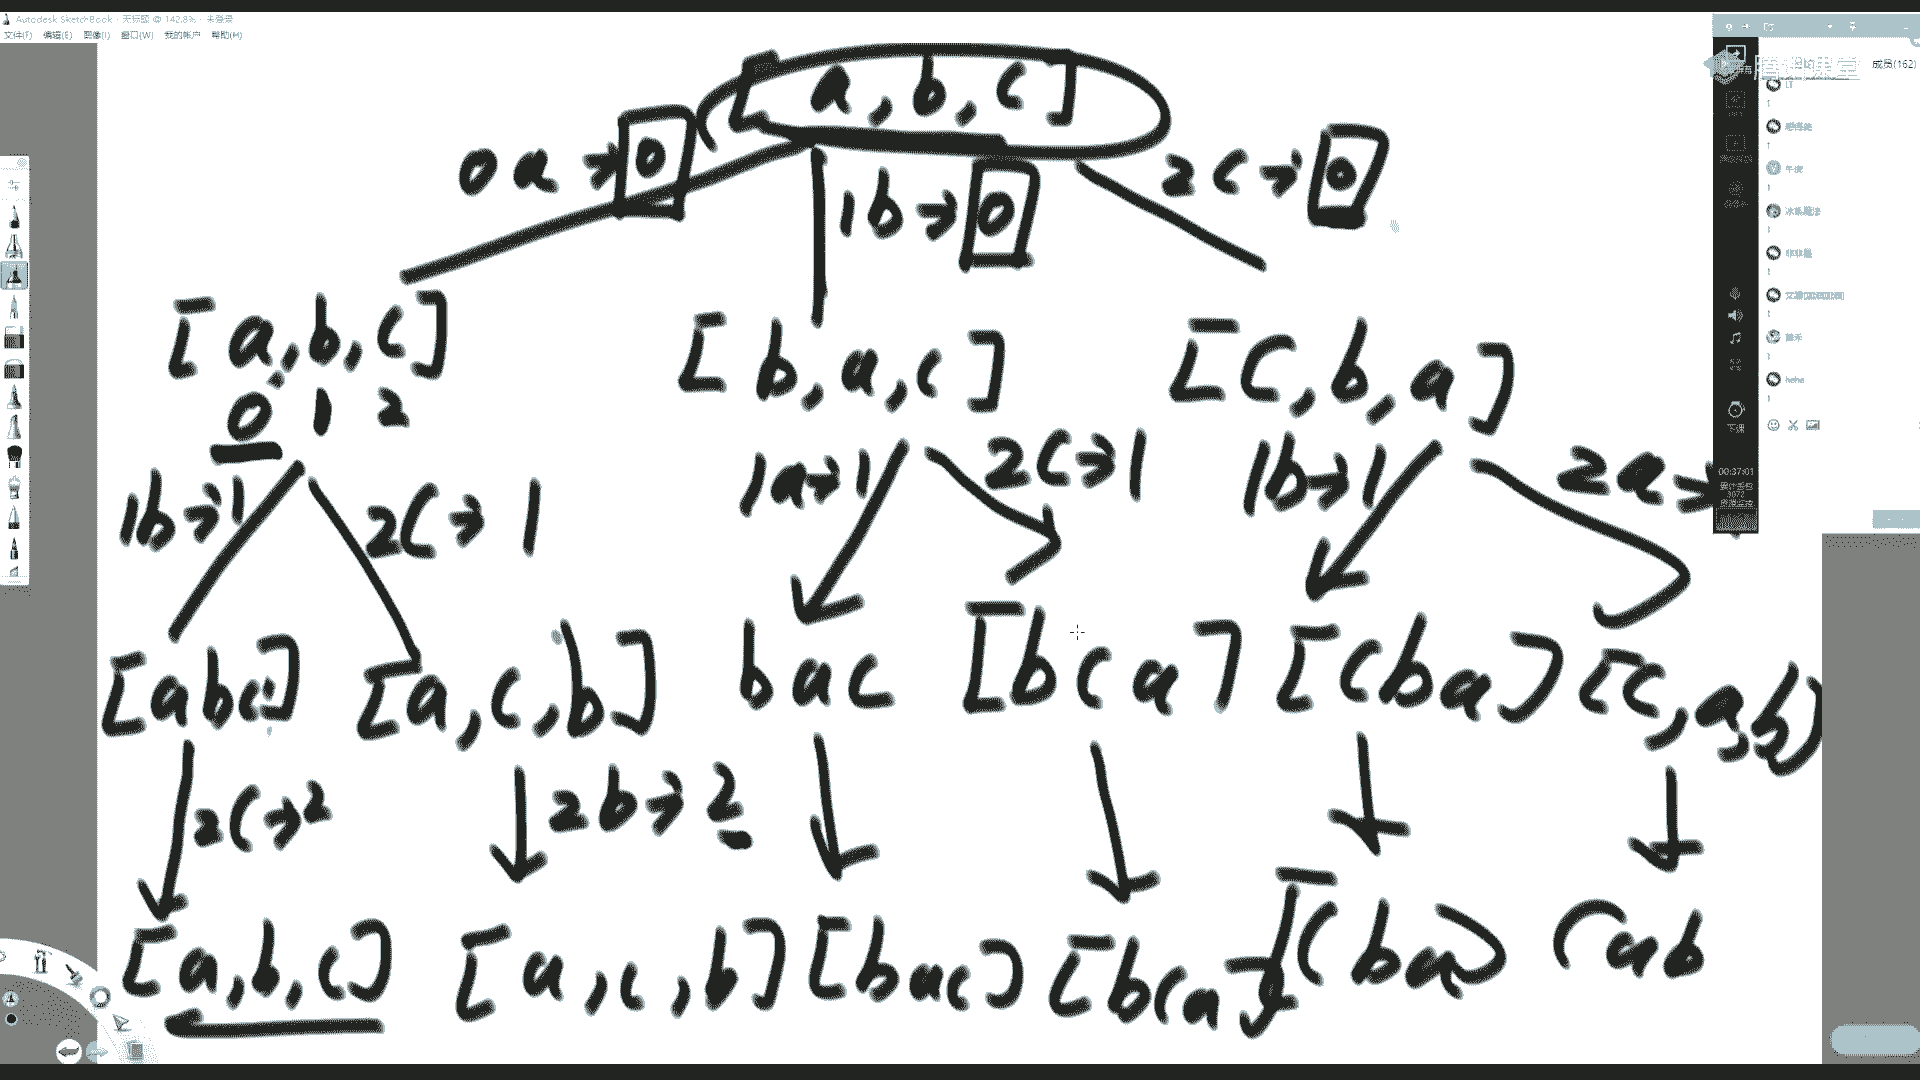 Autodesk SketchBook - 无标题 @ 142.8% - 未登录
文件(F) 编辑(E) 图像(I) 窗口(W) 我的帐户 帮助(H)
腾讯课堂
成员(162)
[a,b,c]
0a→0
1b→0
2c→0
[a,b,c]
[b,a,c]
[c,b,a]
0 1 2
1b→1
2c→1
1a→1
2c→1
1b→1
2a→
[abc]
[a,c,b]
bac
[bca]
[cba]
[c,a,b]
2c→2
2b→2
[a,b,c]
[a,c,b]
[bac]
[bca]
[cba]
cab
hehe
下课
00:37:01
3072